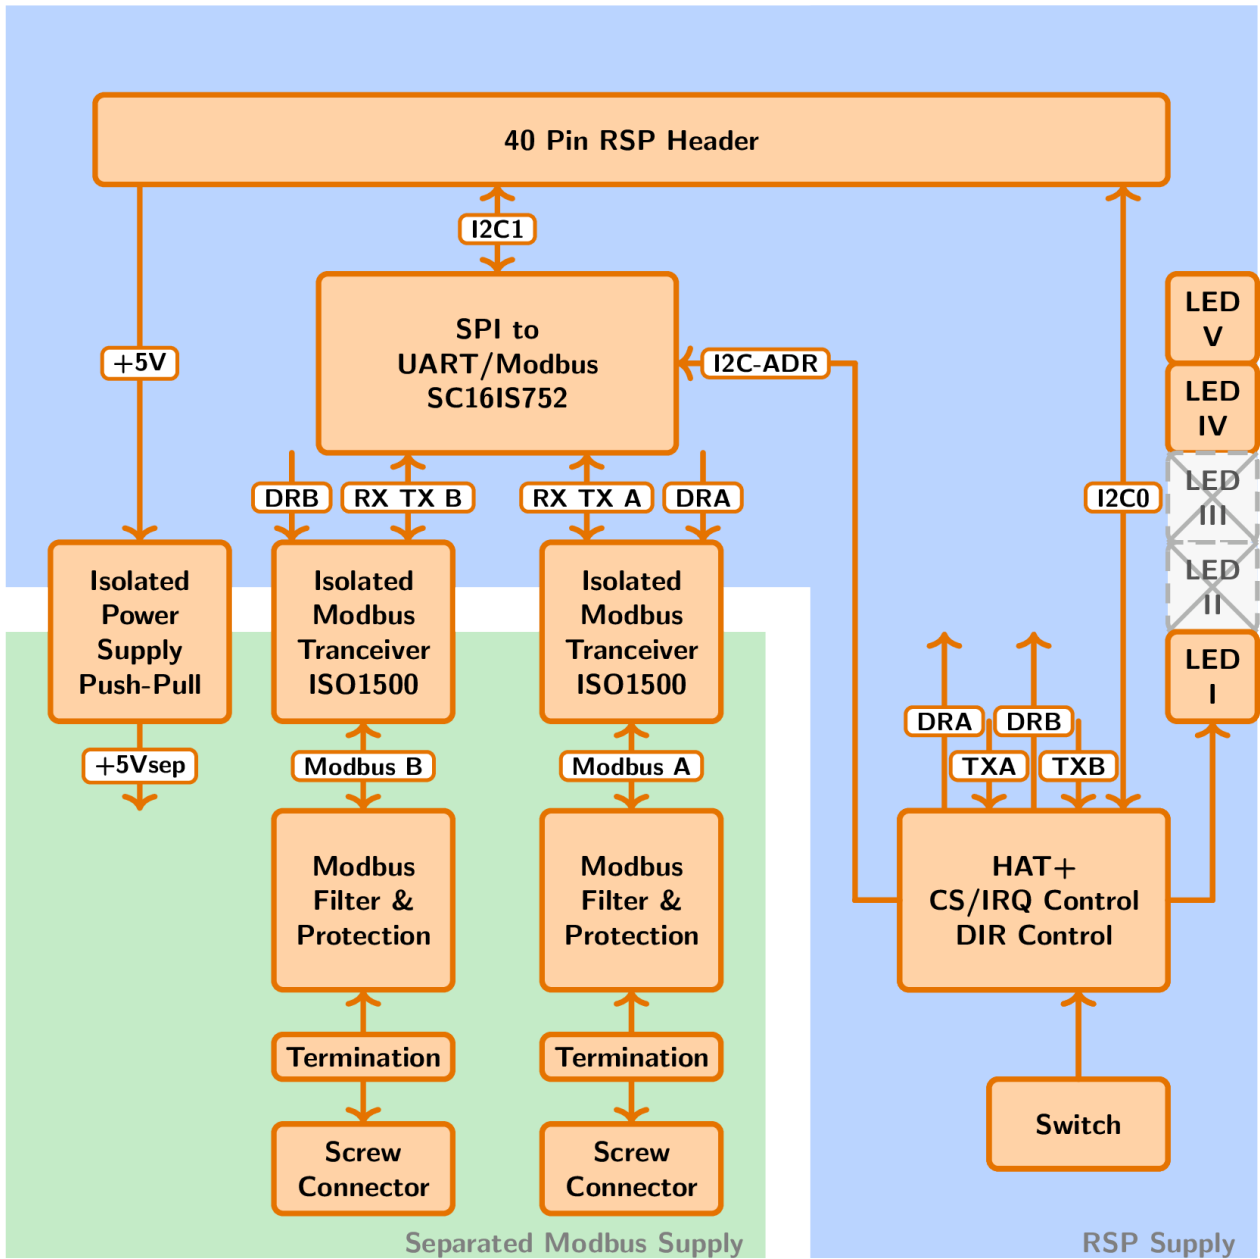 40 Pin RSP Header
I2C1
SPI to
UART/Modbus
SC16IS752
+5V
I2C-ADR
LED
V
LED
IV
LED
III
LED
II
LED
I
DRB
RX TX B
RX TX A
DRA
I2C0
Isolated
Power
Supply
Push-Pull
Isolated
Modbus
Tranceiver
ISO1500
Isolated
Modbus
Tranceiver
ISO1500
+5Vsep
Modbus B
Modbus A
DRA
DRB
TXA
TXB
Modbus
Filter &
Protection
Modbus
Filter &
Protection
HAT+
CS/IRQ Control
DIR Control
Termination
Termination
Switch
Screw
Connector
Screw
Connector
Separated Modbus Supply
RSP Supply